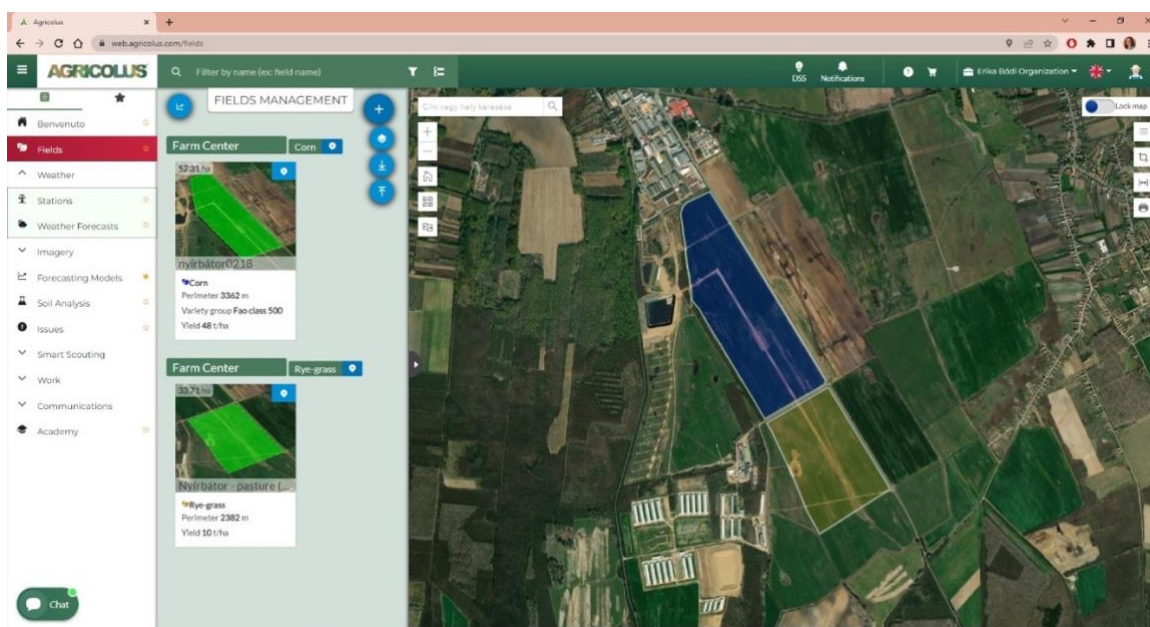 Agricolus
web.agricolus.com/fields
AGRICOLUS
Filter by name (ex: field name)
DSS
Notifications
Erika Bódi Organization
FIELDS MANAGEMENT
Cím vagy hely keresése
Lock map
Benvenuto
Fields
Weather
Stations
Weather Forecasts
Imagery
Forecasting Models
Soil Analysis
Issues
Smart Scouting
Work
Communications
Academy
Chat
Farm Center
Corn
52.31 ha
nyírbátor0218
Corn
Perimeter 3362 m
Variety group Fao class 500
Yield 48 t/ha
Farm Center
Rye-grass
33.71 ha
Nyírbátor - pasture (...
Rye-grass
Perimeter 2382 m
Yield 10 t/ha